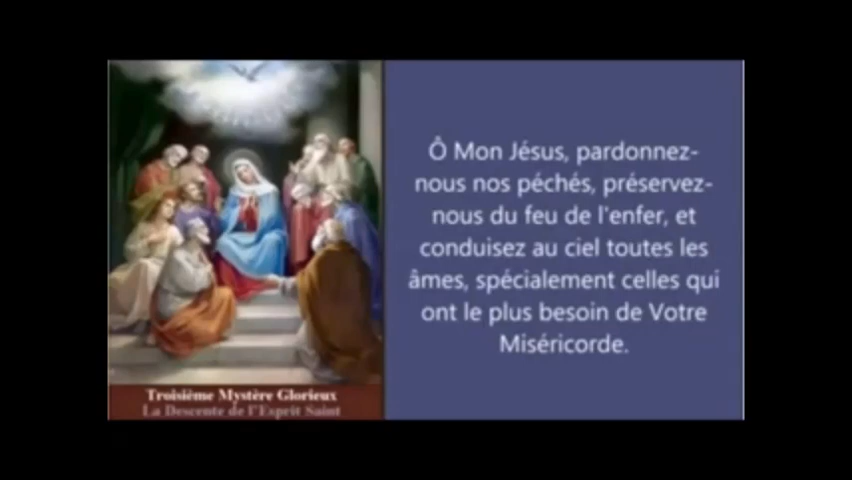 Troisième Mystère Glorieux
La Descente de l'Esprit Saint
Ô Mon Jésus, pardonnez-
nous nos péchés, préservez-
nous du feu de l'enfer, et
conduisez au ciel toutes les
âmes, spécialement celles qui
ont le plus besoin de Votre
Miséricorde.